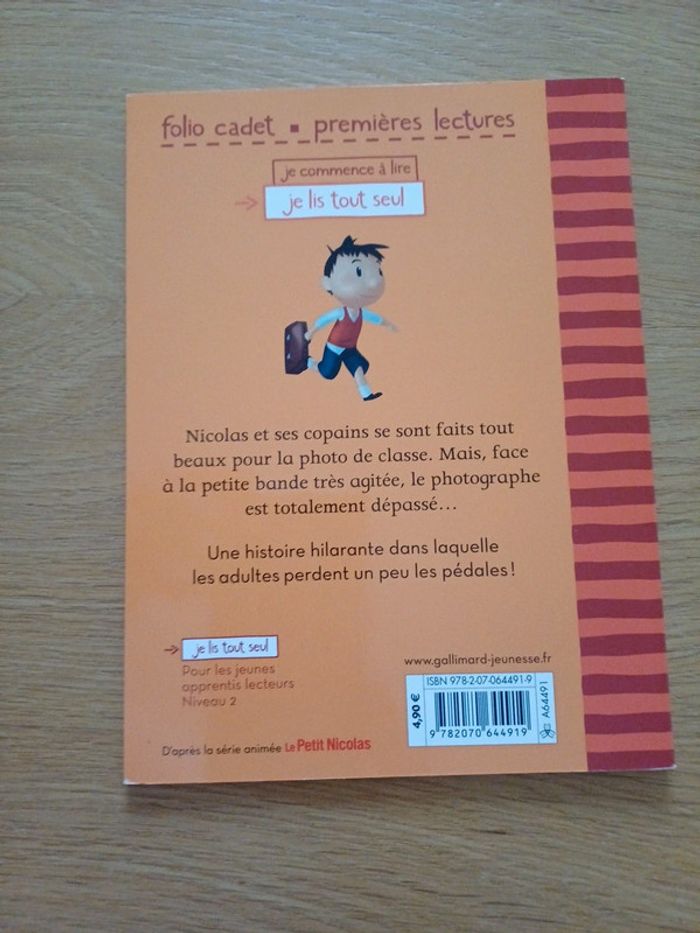 folio cadet ▪ premières lectures
je commence à lire
→ je lis tout seul
Nicolas et ses copains se sont faits tout
beaux pour la photo de classe. Mais, face
à la petite bande très agitée, le photographe
est totalement dépassé…
Une histoire hilarante dans laquelle
les adultes perdent un peu les pédales !
→ je lis tout seul
Pour les jeunes
apprentis lecteurs
Niveau 2
D'après la série animée Le Petit Nicolas
www.gallimard-jeunesse.fr
ISBN 978-2-07-064491-9
4,90 €
9 782070 644919
A64491